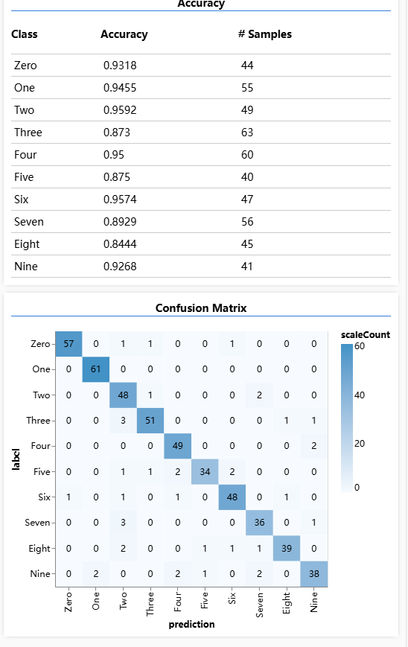 Accuracy
Class Accuracy # Samples
Zero 0.9318 44
One 0.9455 55
Two 0.9592 49
Three 0.873 63
Four 0.95 60
Five 0.875 40
Six 0.9574 47
Seven 0.8929 56
Eight 0.8444 45
Nine 0.9268 41
Confusion Matrix
scaleCount
60
40
20
0
label
Zero 57 0 1 1 0 0 1 0 0 0
One 0 61 0 0 0 0 0 0 0 0
Two 0 0 48 1 0 0 0 2 0 0
Three 0 0 3 51 0 0 0 0 1 1
Four 0 0 0 0 49 0 0 0 0 2
Five 0 0 1 1 2 34 2 0 0 0
Six 1 0 1 0 1 0 48 0 1 0
Seven 0 0 3 0 0 0 0 36 0 1
Eight 0 0 2 0 0 1 1 1 39 0
Nine 0 2 0 0 2 1 0 2 0 38
Zero One Two Three Four Five Six Seven Eight Nine
prediction